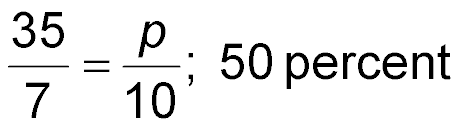 35/7 = p/10; 50 percent